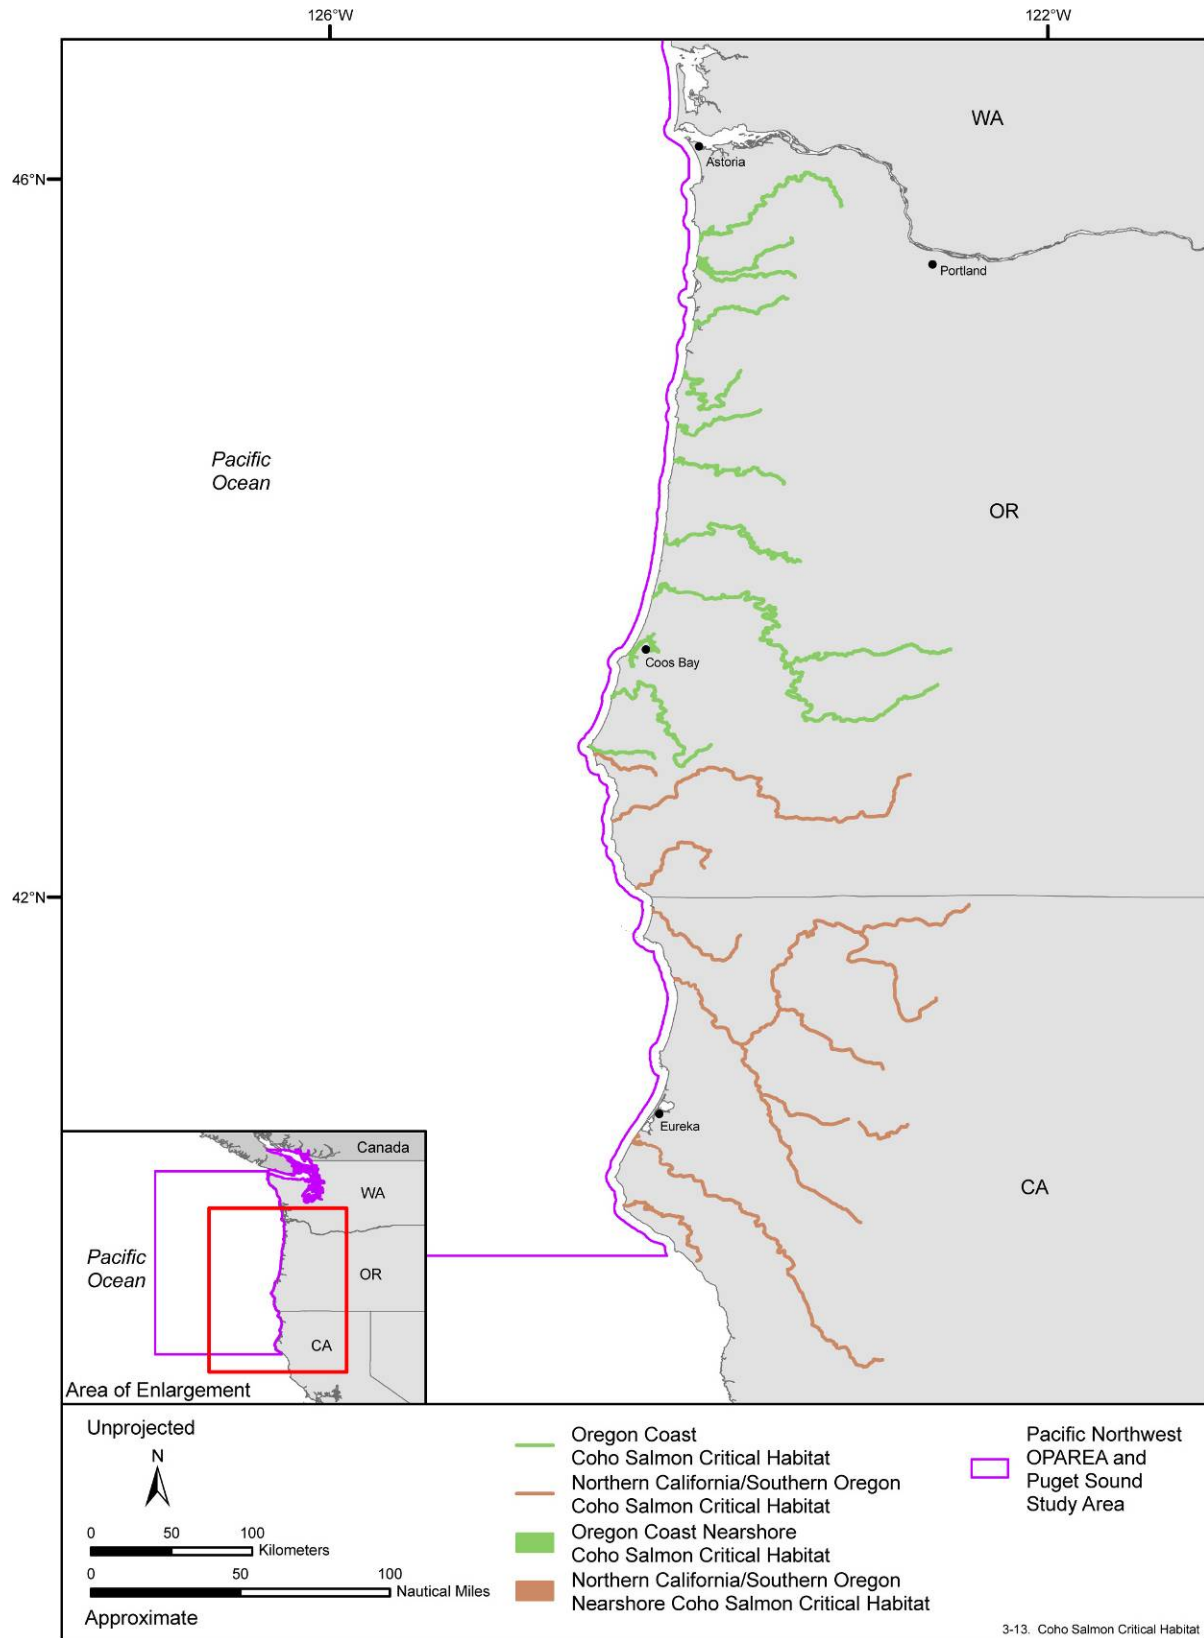 126°W
122°W
WA
Astoria
46°N
Portland
Pacific
Ocean
OR
Coos Bay
42°N
Eureka
CA
Canada
WA
Pacific
Ocean
OR
CA
Area of Enlargement
Unprojected
N
0 50 100
Kilometers
0 50 100
Nautical Miles
Approximate
Oregon Coast
Coho Salmon Critical Habitat
Northern California/Southern Oregon
Coho Salmon Critical Habitat
Oregon Coast Nearshore
Coho Salmon Critical Habitat
Northern California/Southern Oregon
Nearshore Coho Salmon Critical Habitat
Pacific Northwest
OPAREA and
Puget Sound
Study Area
3-13. Coho Salmon Critical Habitat